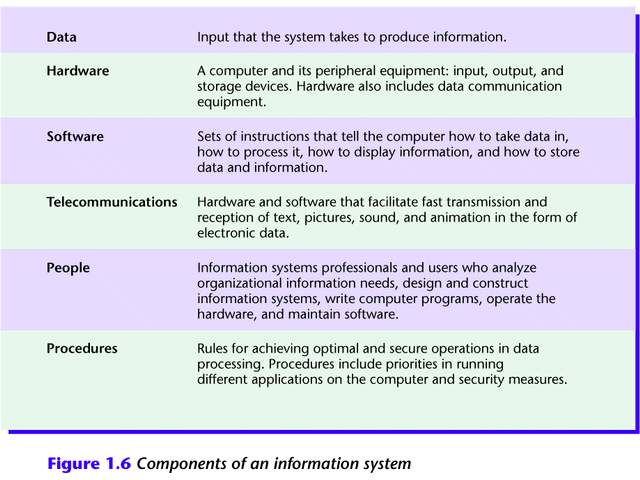 Data Input that the system takes to produce information.
Hardware A computer and its peripheral equipment: input, output, and
storage devices. Hardware also includes data communication
equipment.
Software Sets of instructions that tell the computer how to take data in,
how to process it, how to display information, and how to store
data and information.
Telecommunications Hardware and software that facilitate fast transmission and
reception of text, pictures, sound, and animation in the form of
electronic data.
People Information systems professionals and users who analyze
organizational information needs, design and construct
information systems, write computer programs, operate the
hardware, and maintain software.
Procedures Rules for achieving optimal and secure operations in data
processing. Procedures include priorities in running
different applications on the computer and security measures.
Figure 1.6 Components of an information system